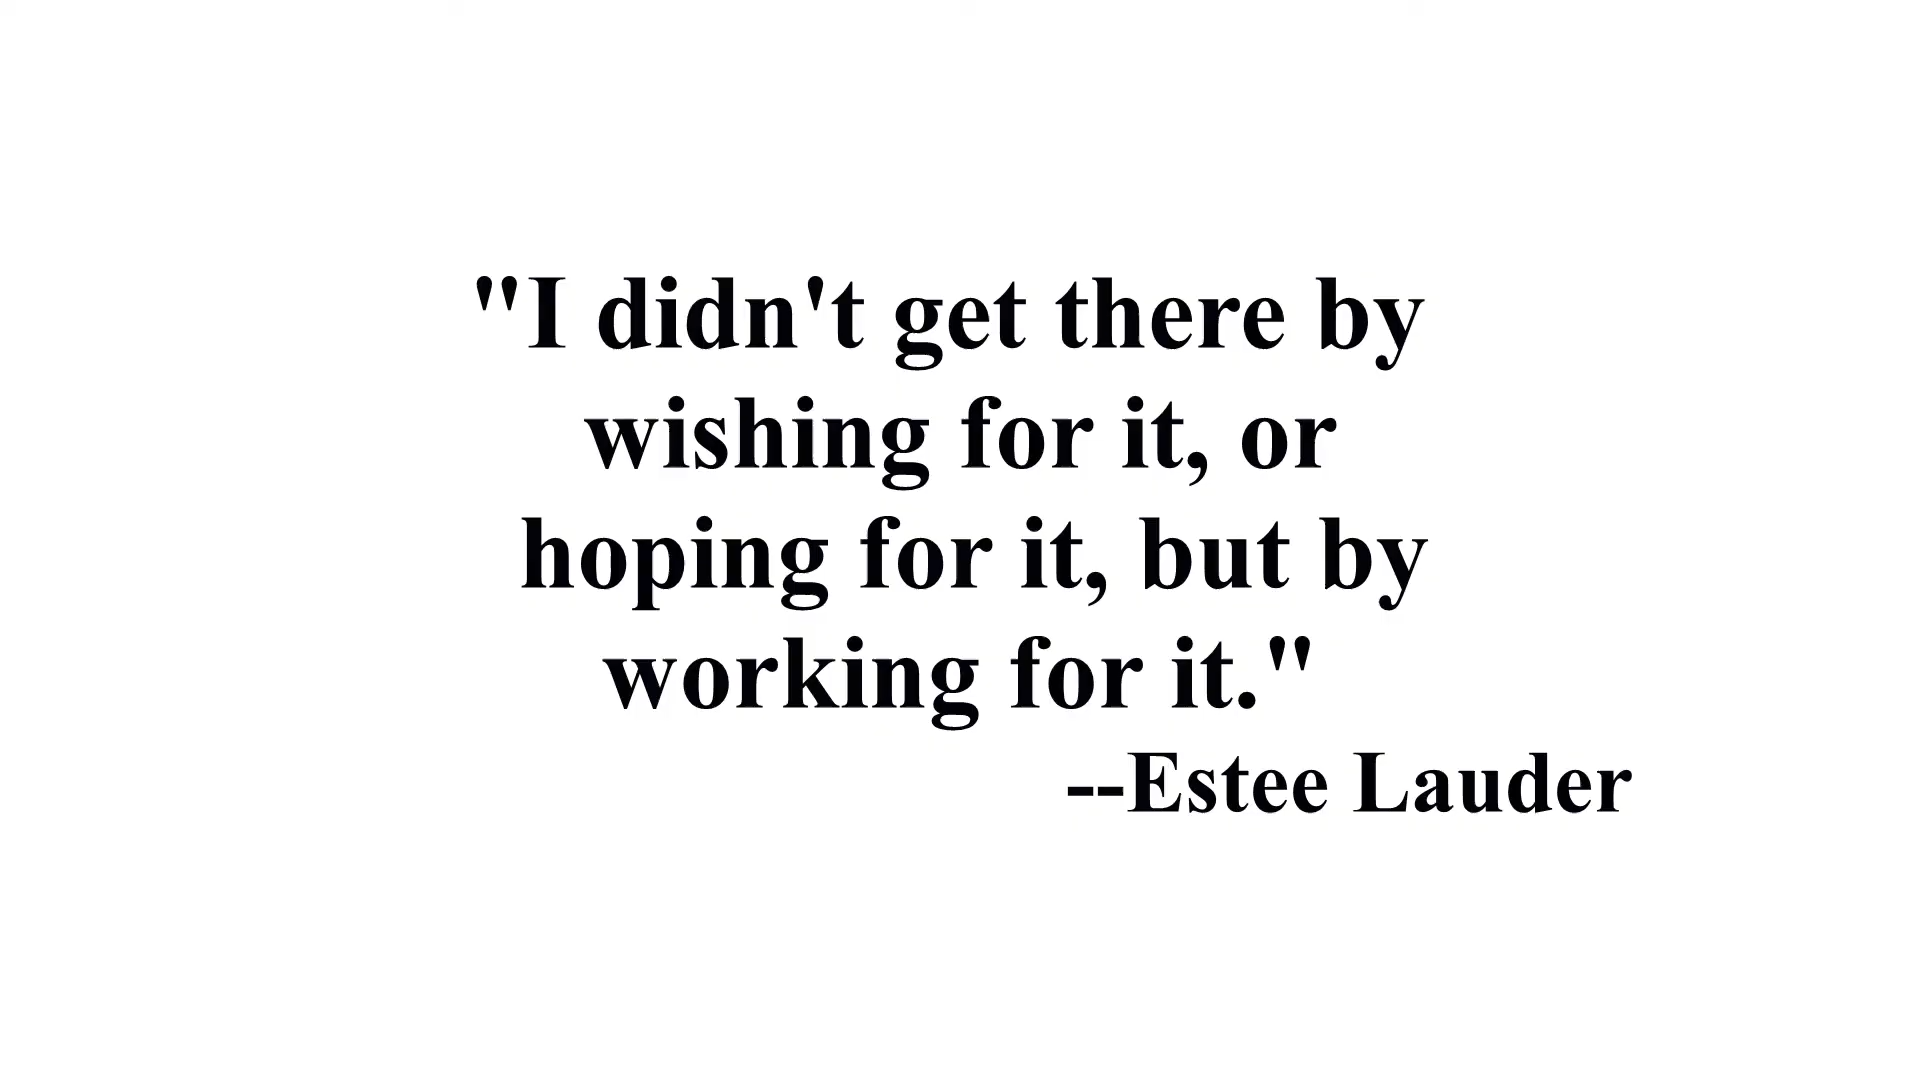 "I didn't get there by
wishing for it, or
hoping for it, but by
working for it."
--Estee Lauder